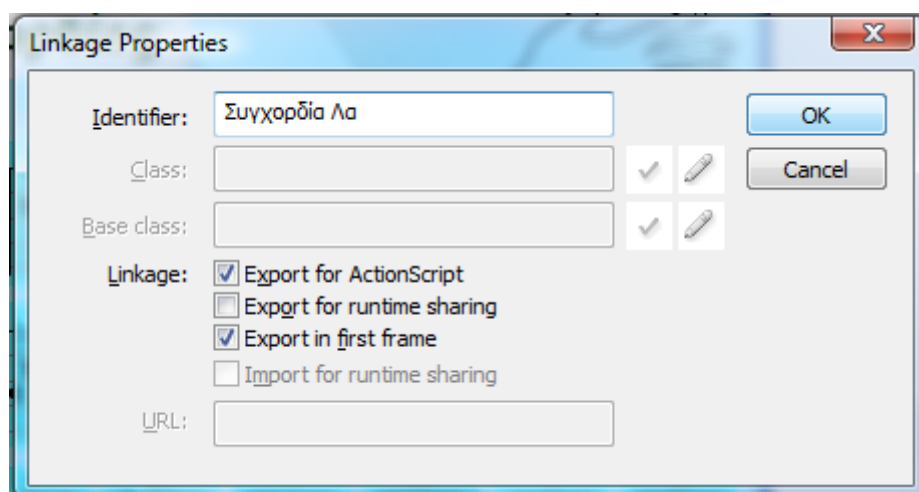 Linkage Properties
Identifier: Συγχορδία Λα
OK
Class:
Cancel
Base class:
Linkage: Export for ActionScript
Export for runtime sharing
Export in first frame
Import for runtime sharing
URL: